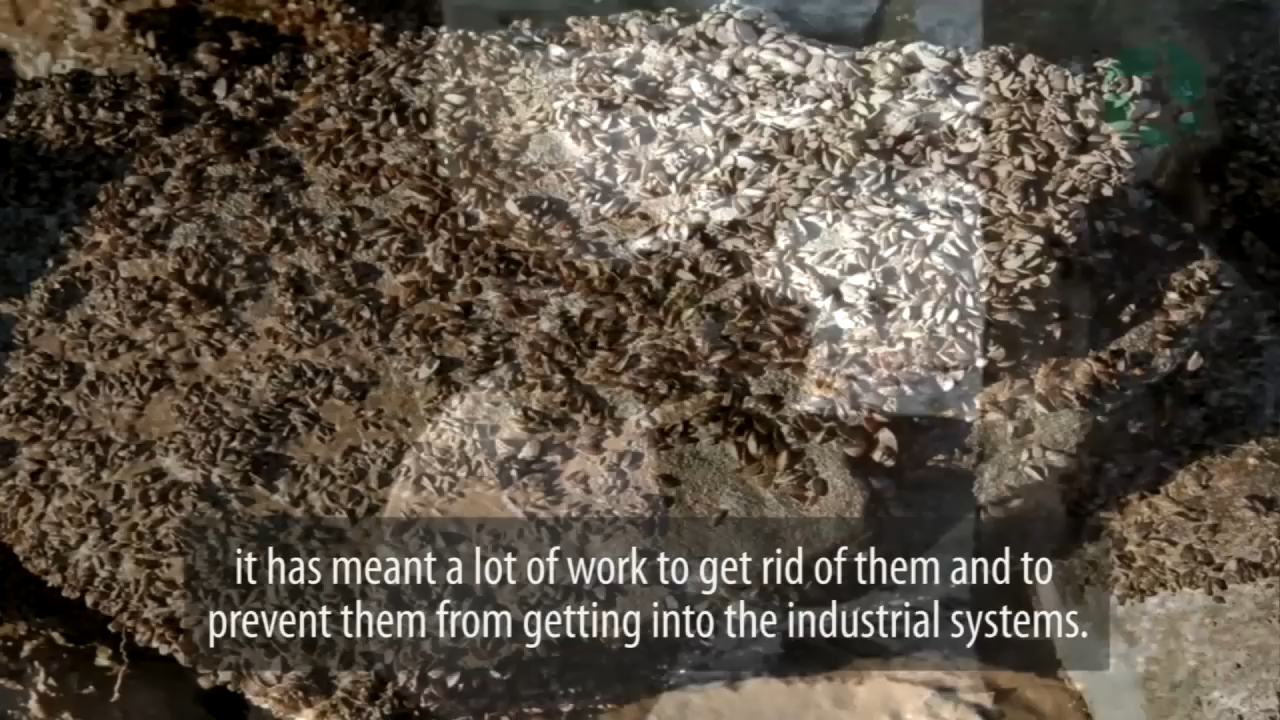 it has meant a lot of work to get rid of them and to
prevent them from getting into the industrial systems.